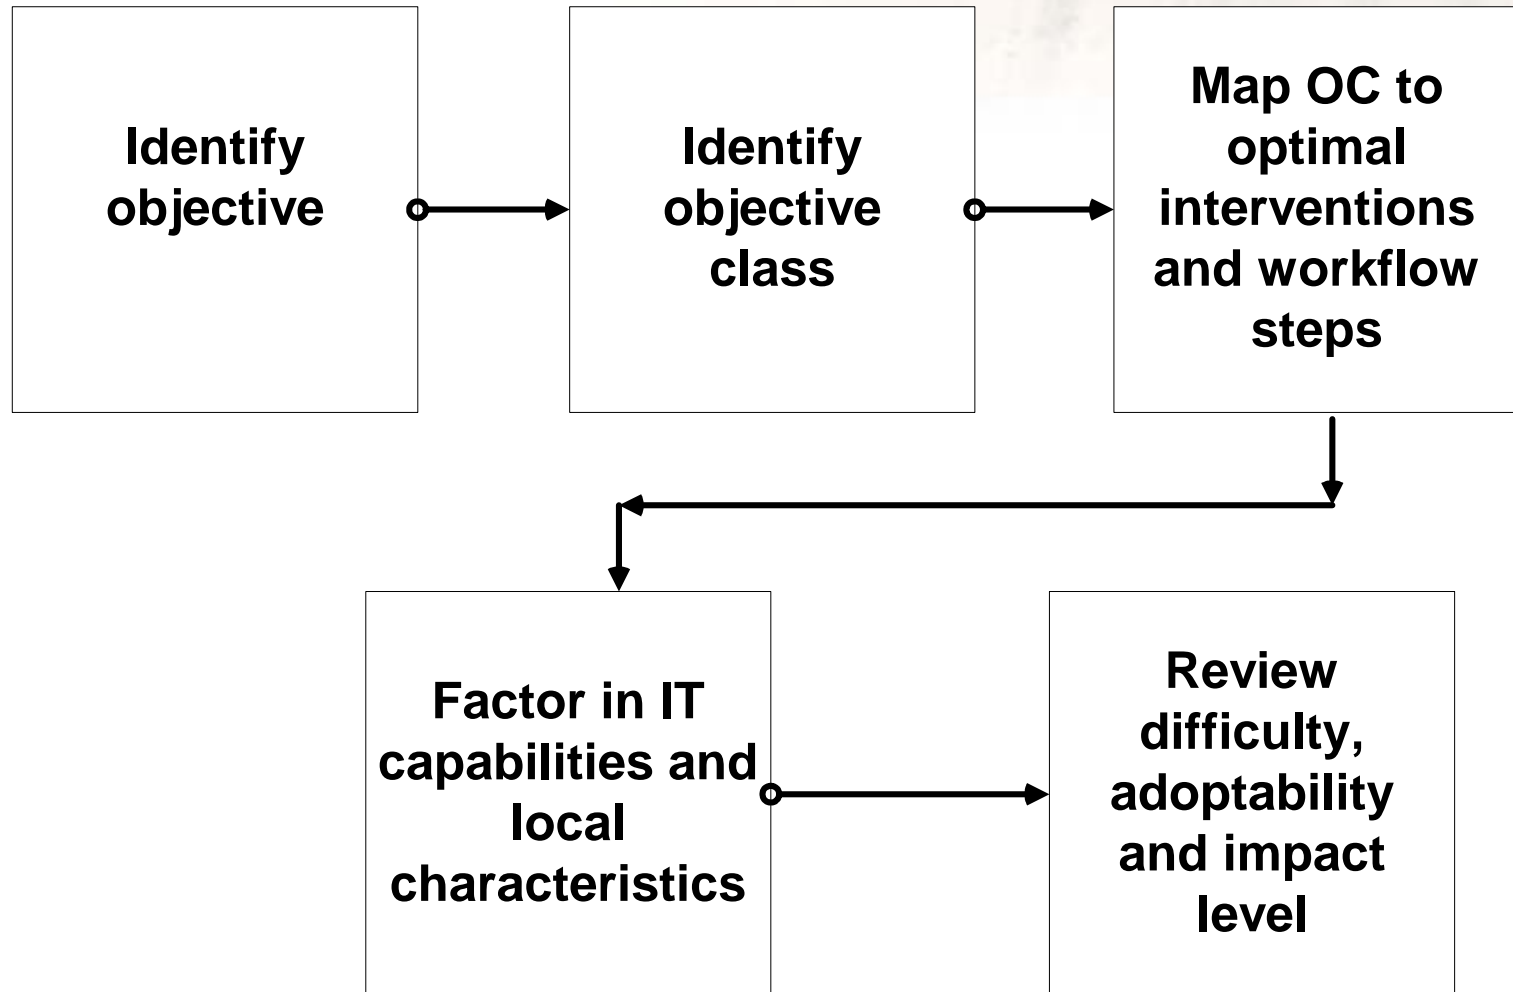 Identify
objective
Identify
objective
class
Map OC to
optimal
interventions
and workflow
steps
Factor in IT
capabilities and
local
characteristics
Review
difficulty,
adoptability
and impact
level